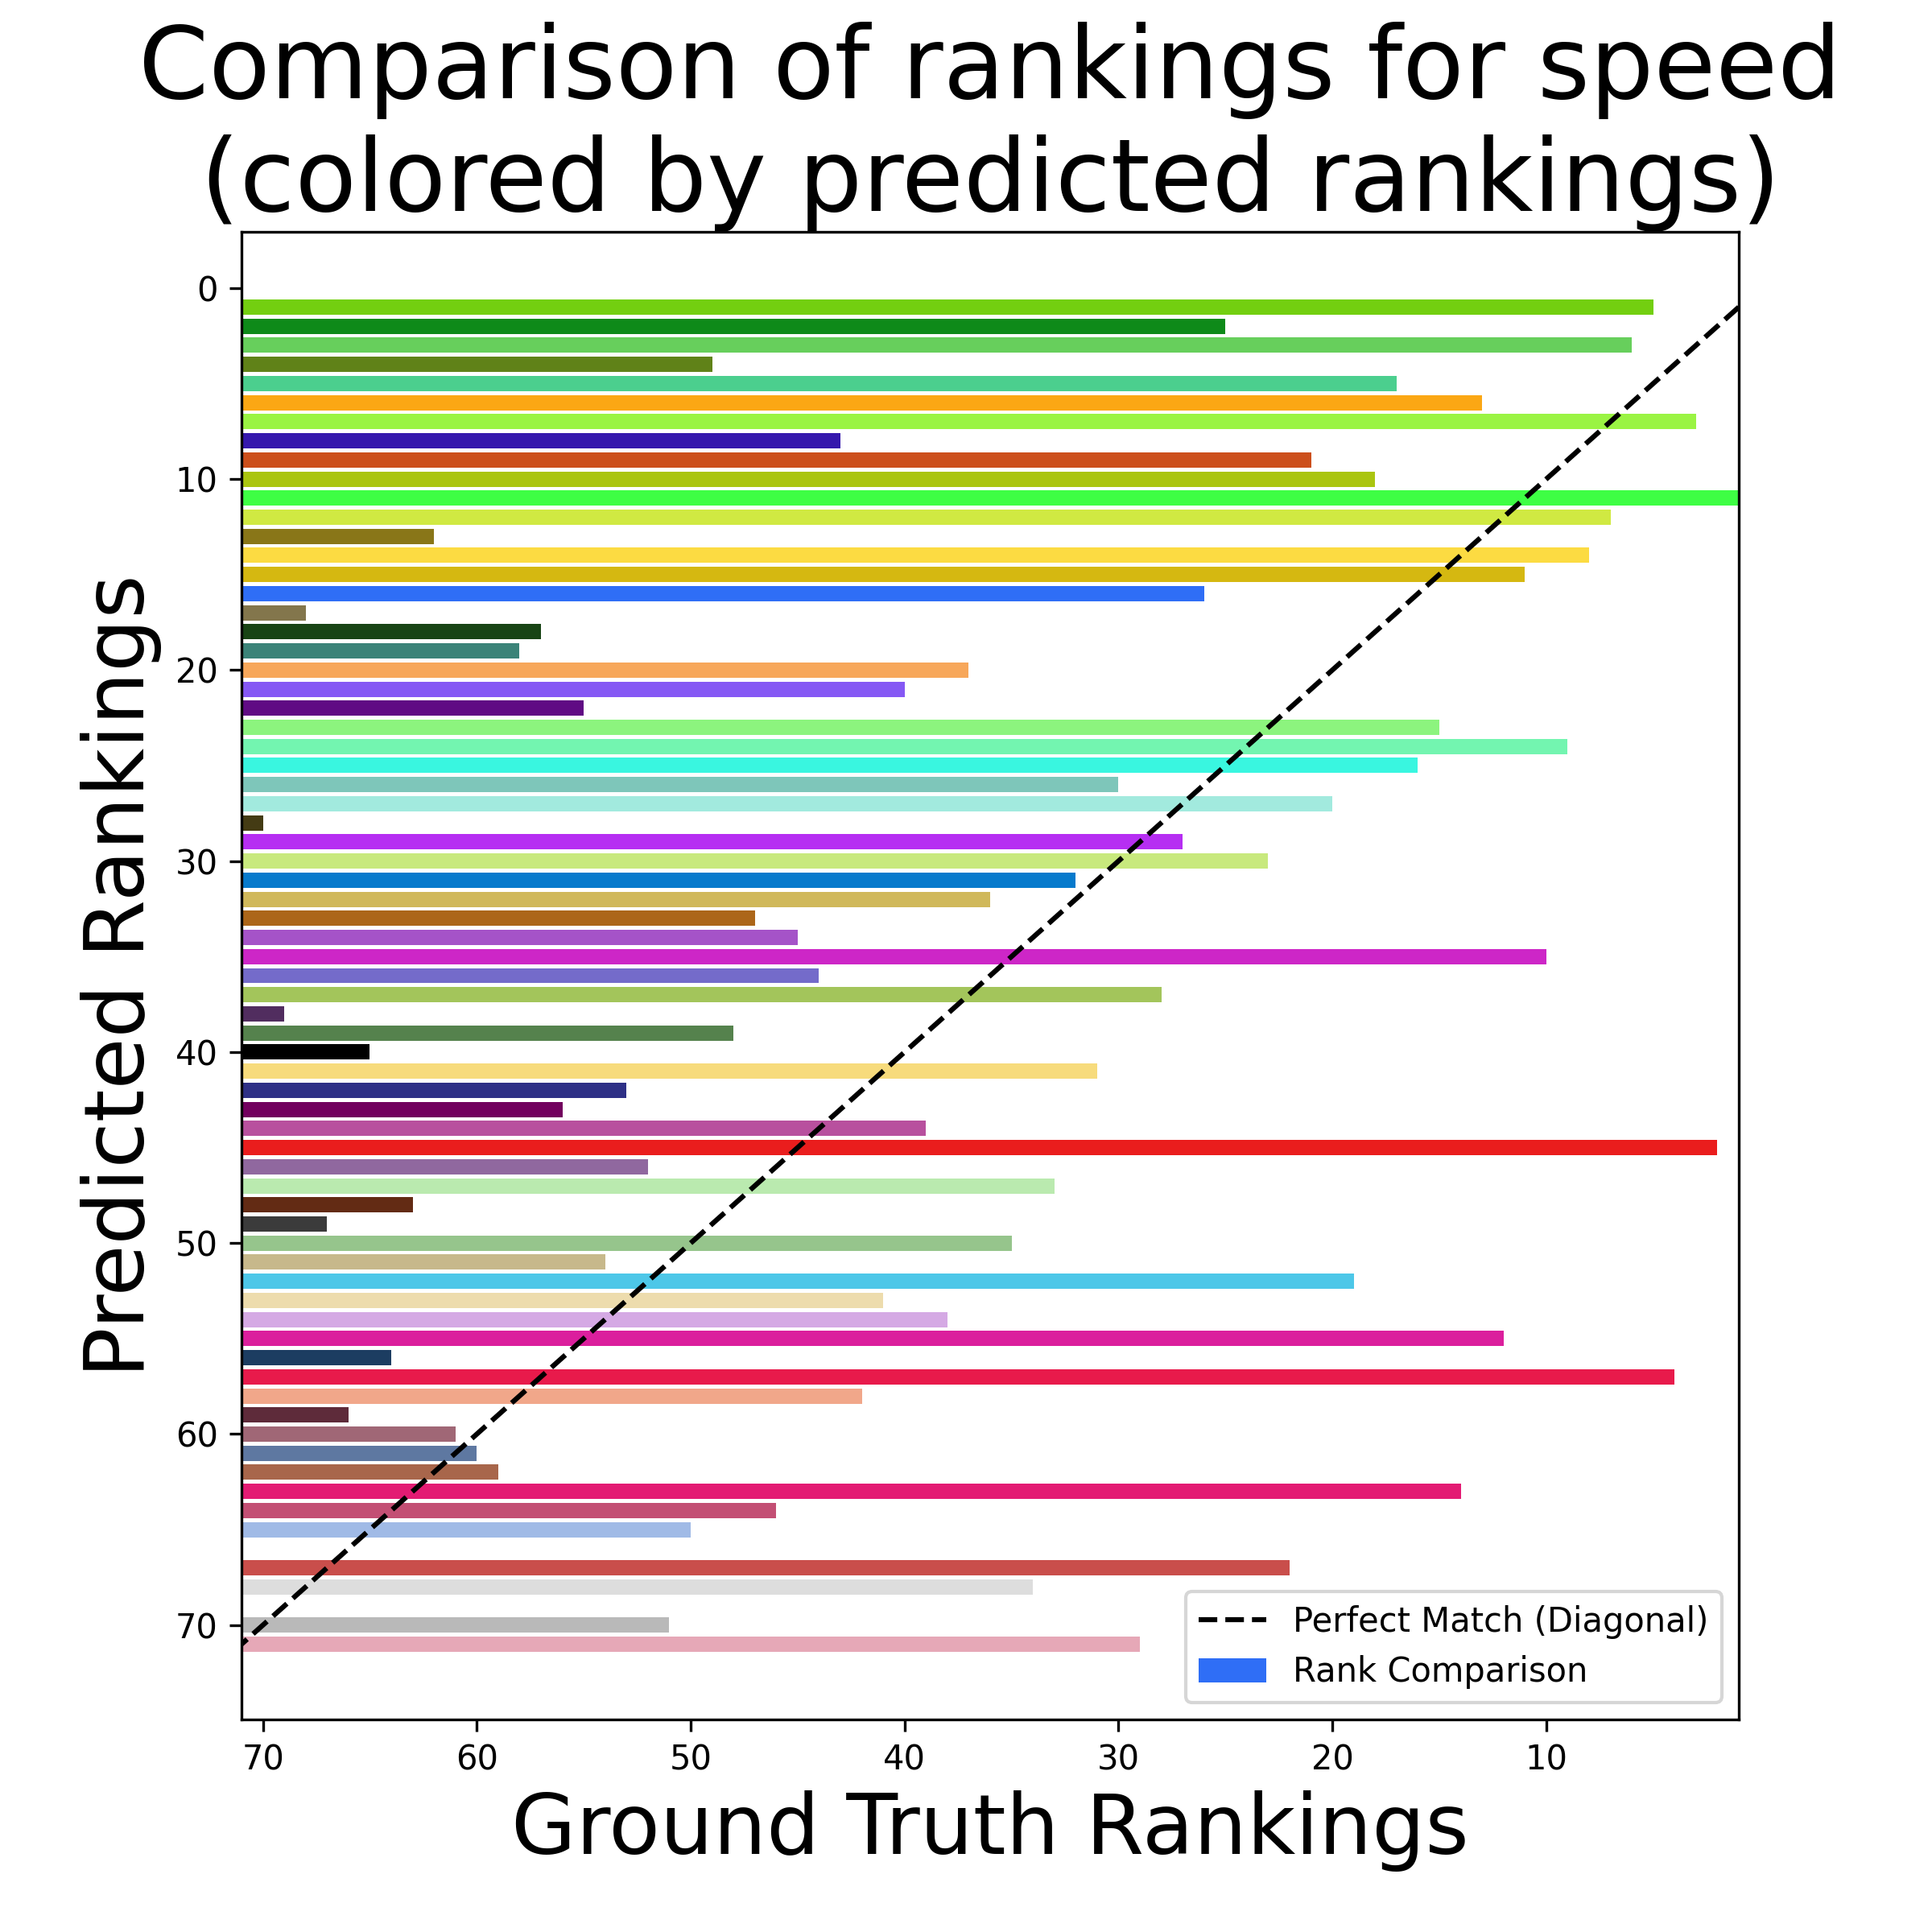 Comparison of rankings for speed
(colored by predicted rankings)
Predicted Rankings
0
10
20
30
40
50
60
70
Perfect Match (Diagonal)
Rank Comparison
70 60 50 40 30 20 10
Ground Truth Rankings